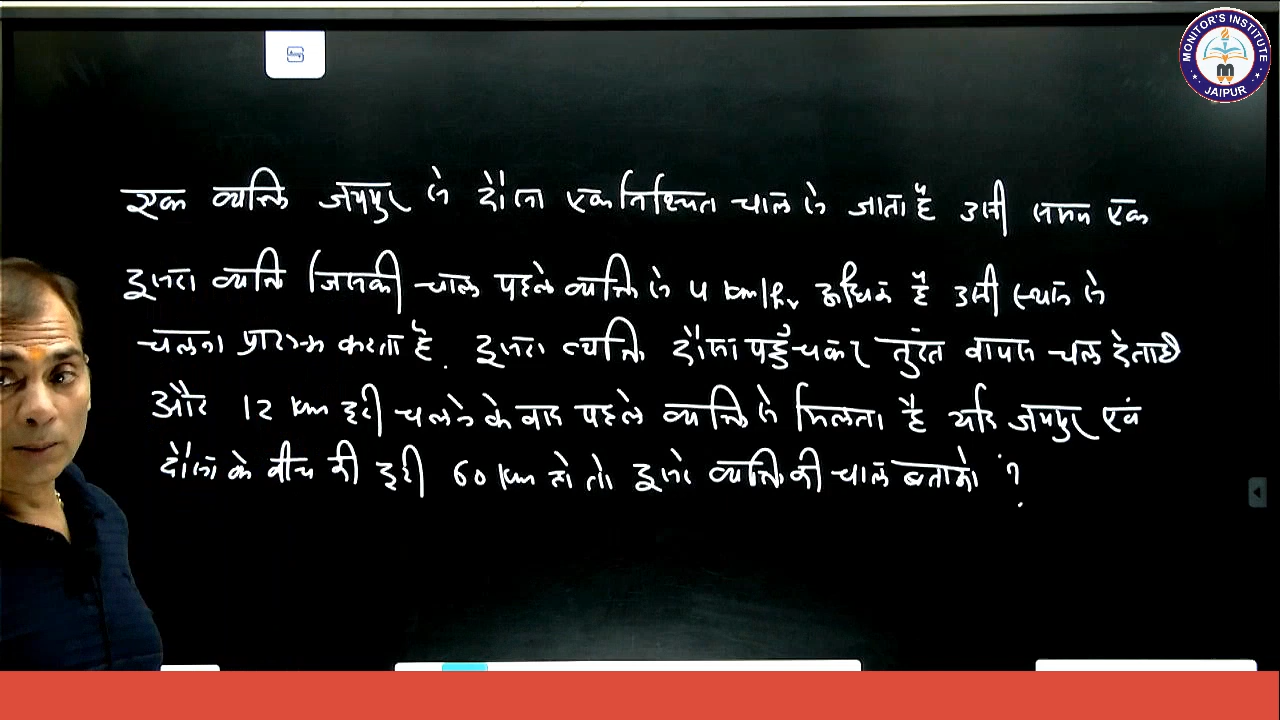 MONITOR'S INSTITUTE
JAIPUR
एक व्यक्ति जयपुर से दौसा एक निश्चित चाल से जाता है उसी समय एक
दूसरा व्यक्ति जिसकी चाल पहले व्यक्ति से 4 km/hr अधिक है उसी स्थान से
चलना प्रारम्भ करता है. दूसरा व्यक्ति दौसा पहुँचकर तुरंत वापस चल देता है
और 12 km दूरी चलने के बाद पहले व्यक्ति से मिलता है यदि जयपुर एवं
दौसा के बीच की दूरी 60 km हो तो दूसरे व्यक्ति की चाल बताओ ?